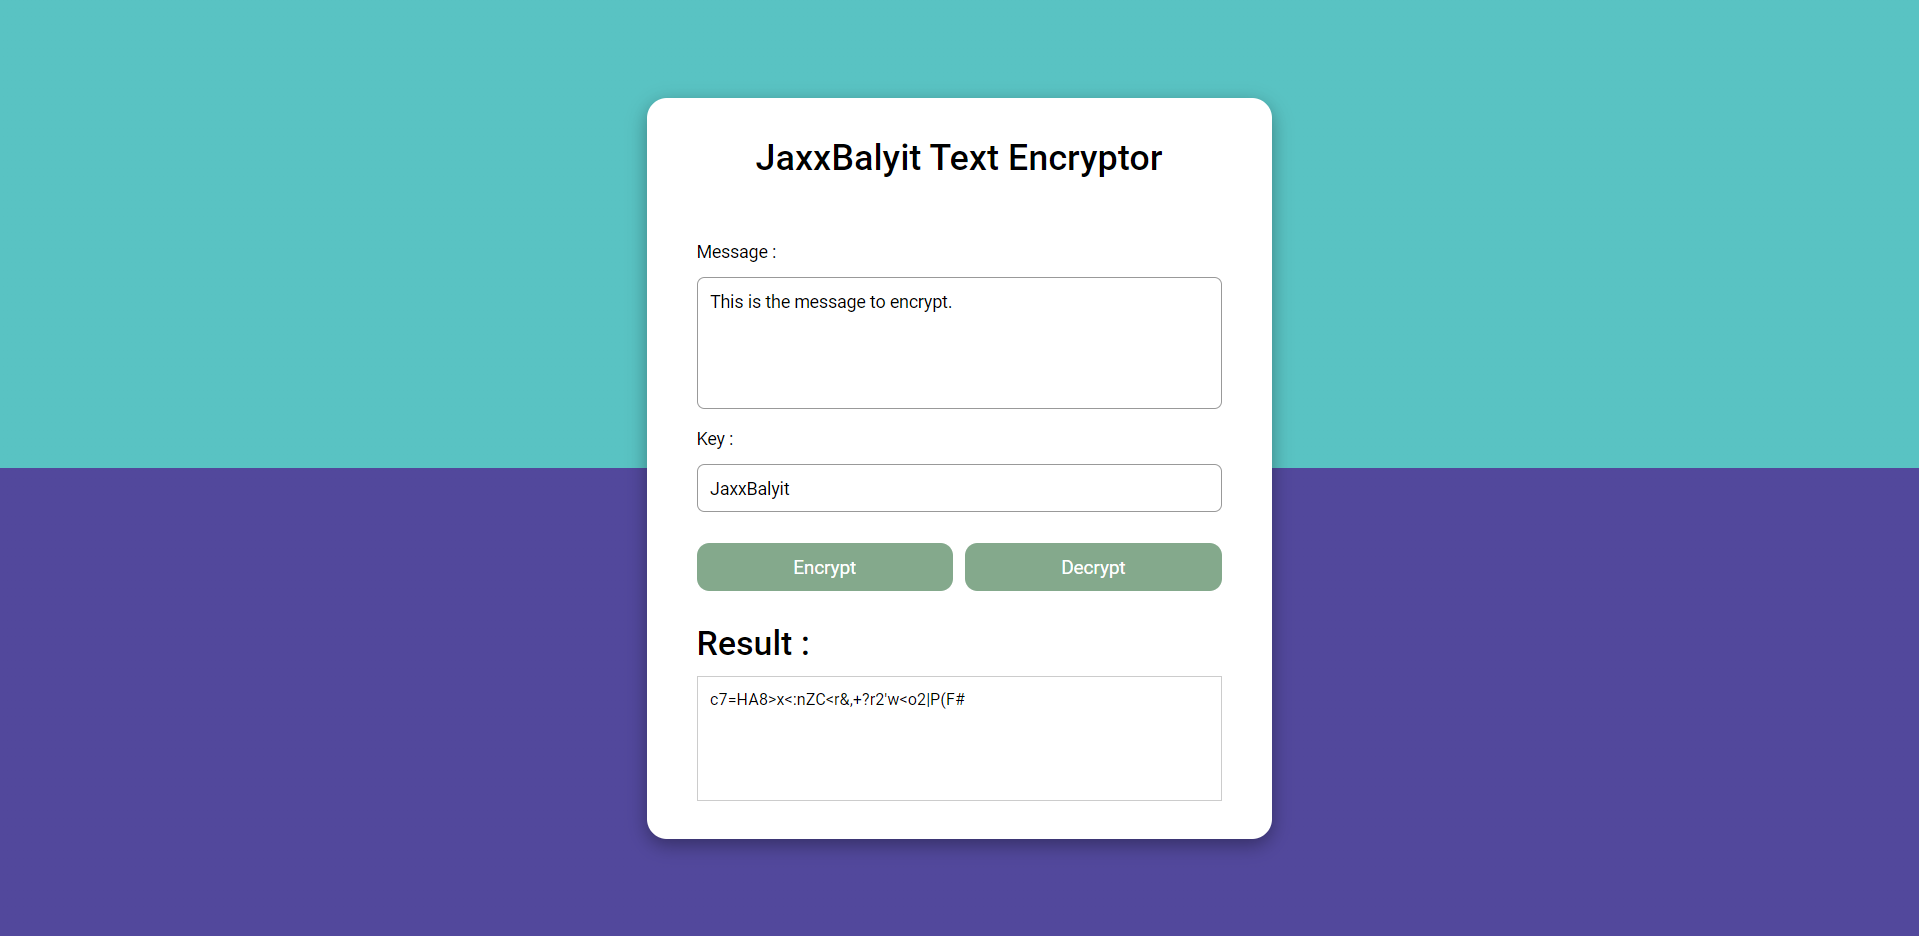 JaxxBalyit Text Encryptor
Message :
This is the message to encrypt.
Key :
JaxxBalyit
Encrypt Decrypt
Result :
c7=HA8>x<:nZC<r&,+?r2'w<o2|P(F#